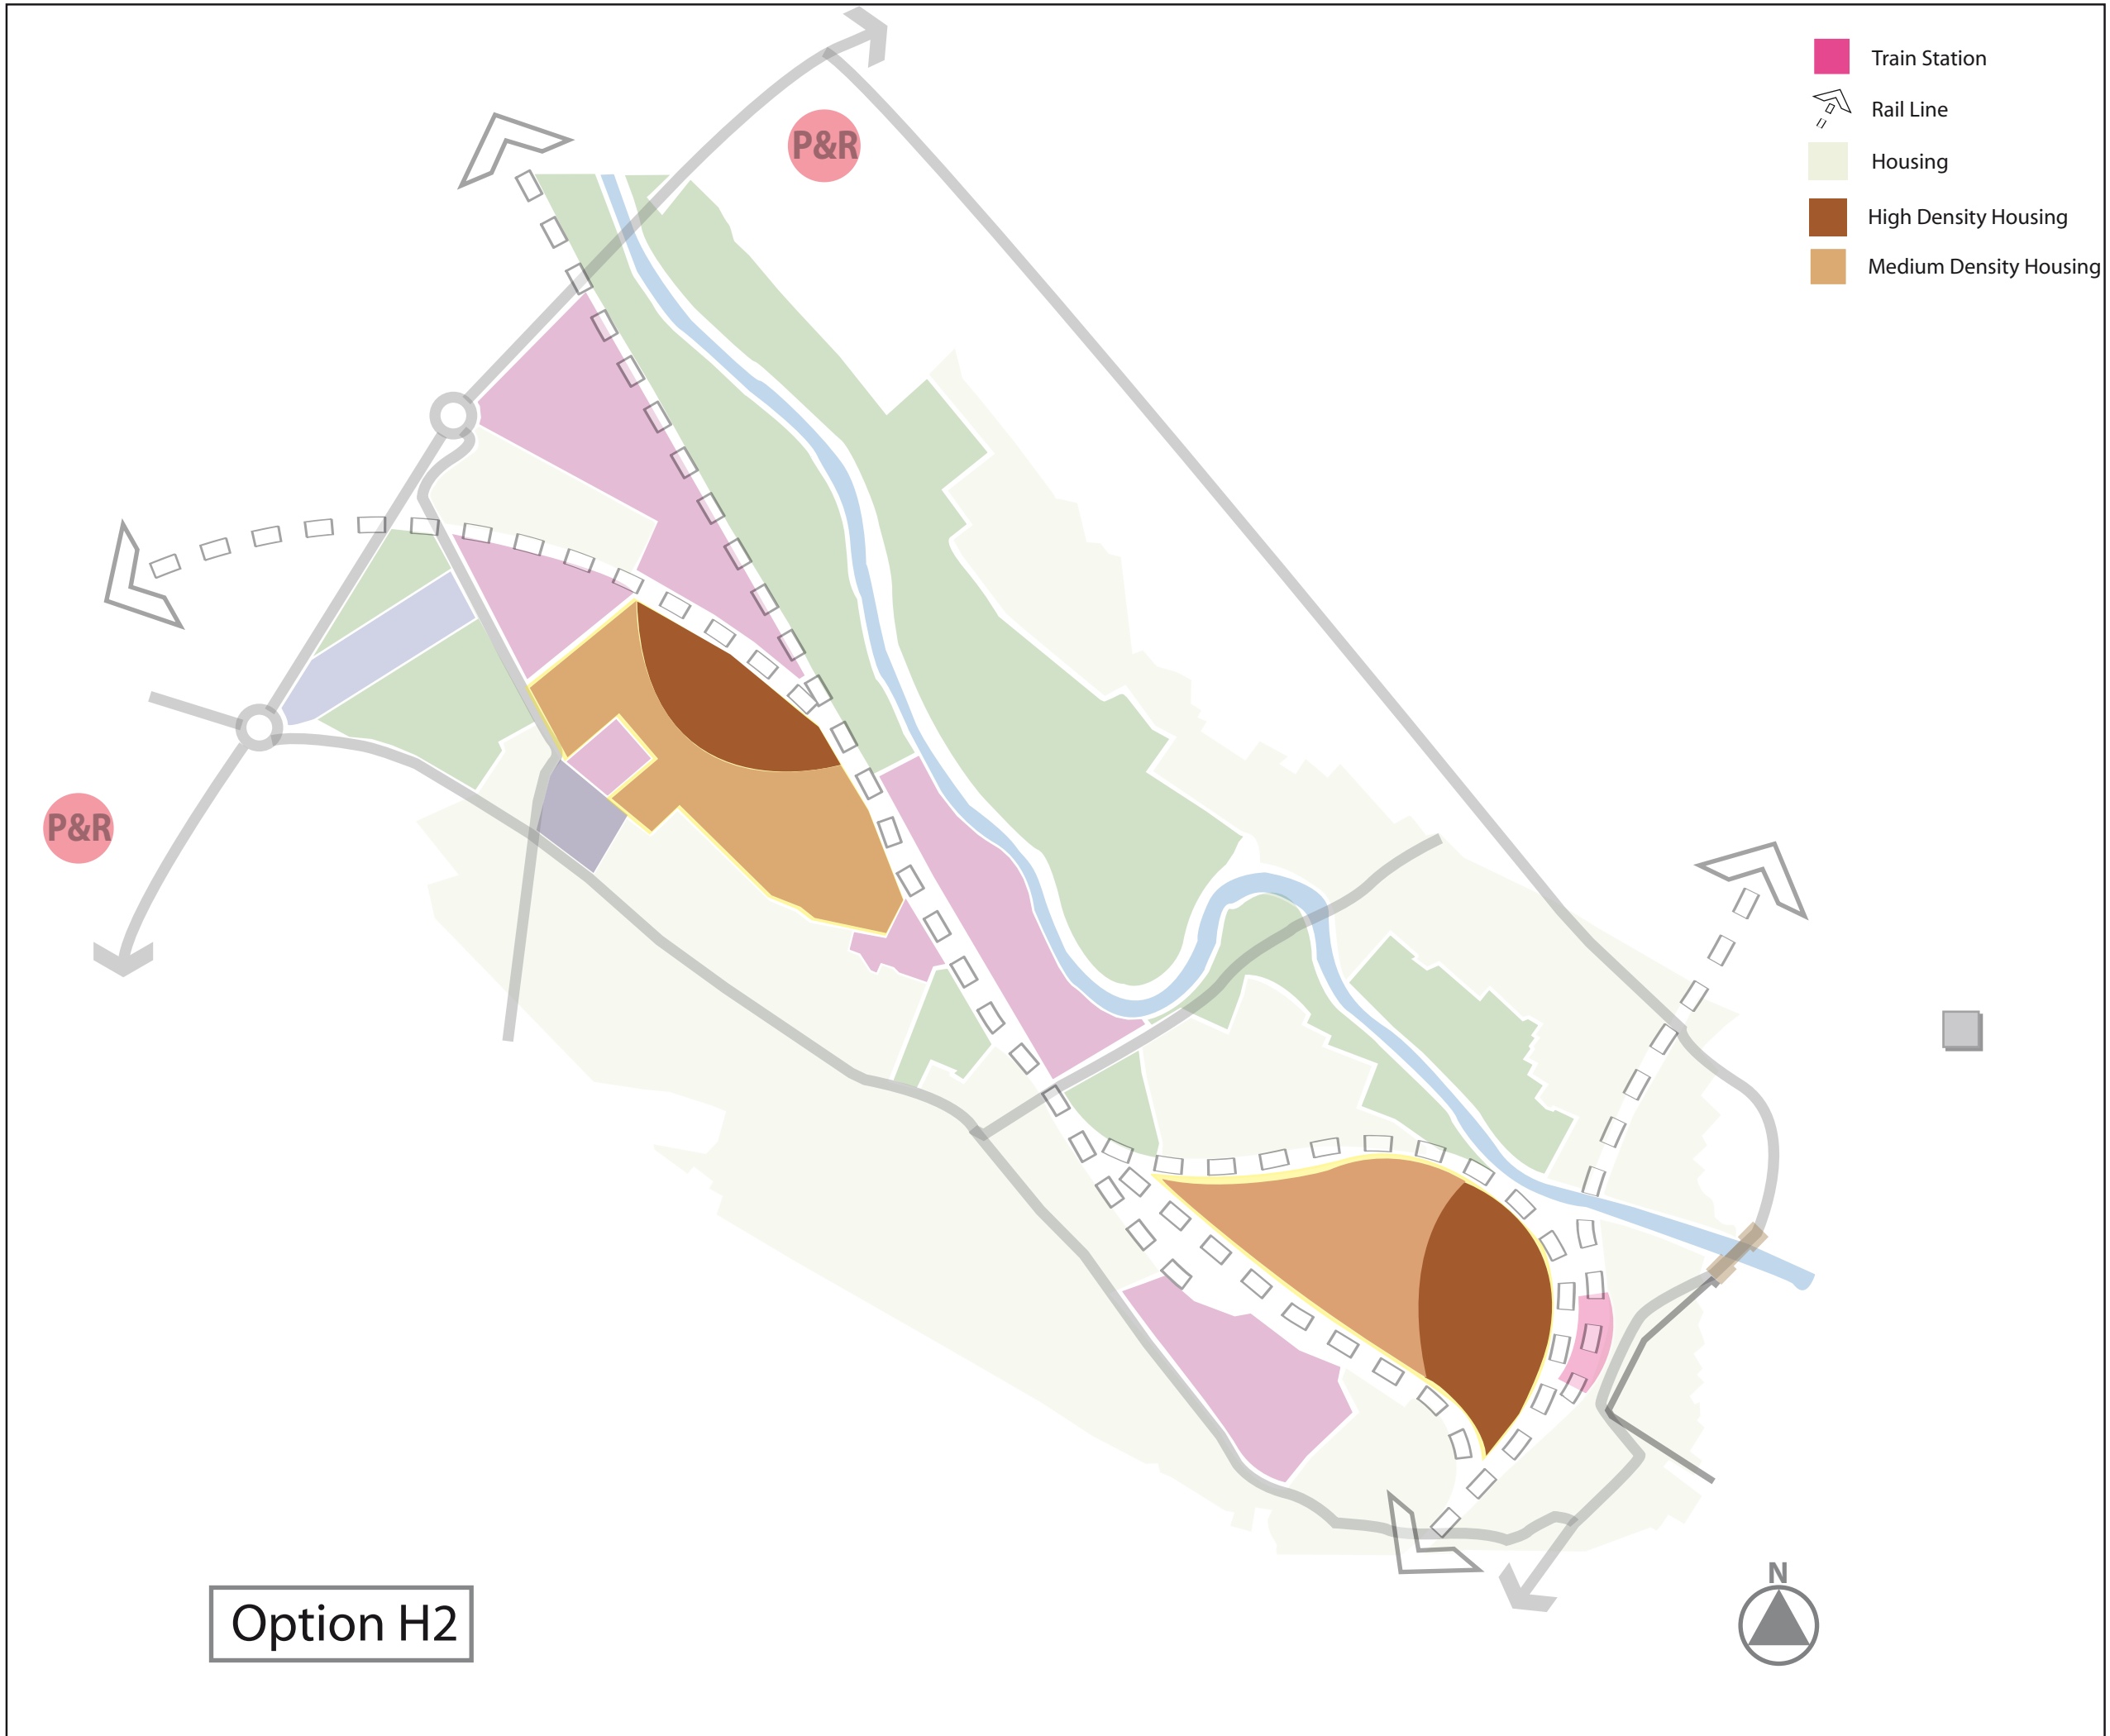 P&R
Train Station
Rail Line
Housing
High Density Housing
Medium Density Housing
P&R
Option H2
N